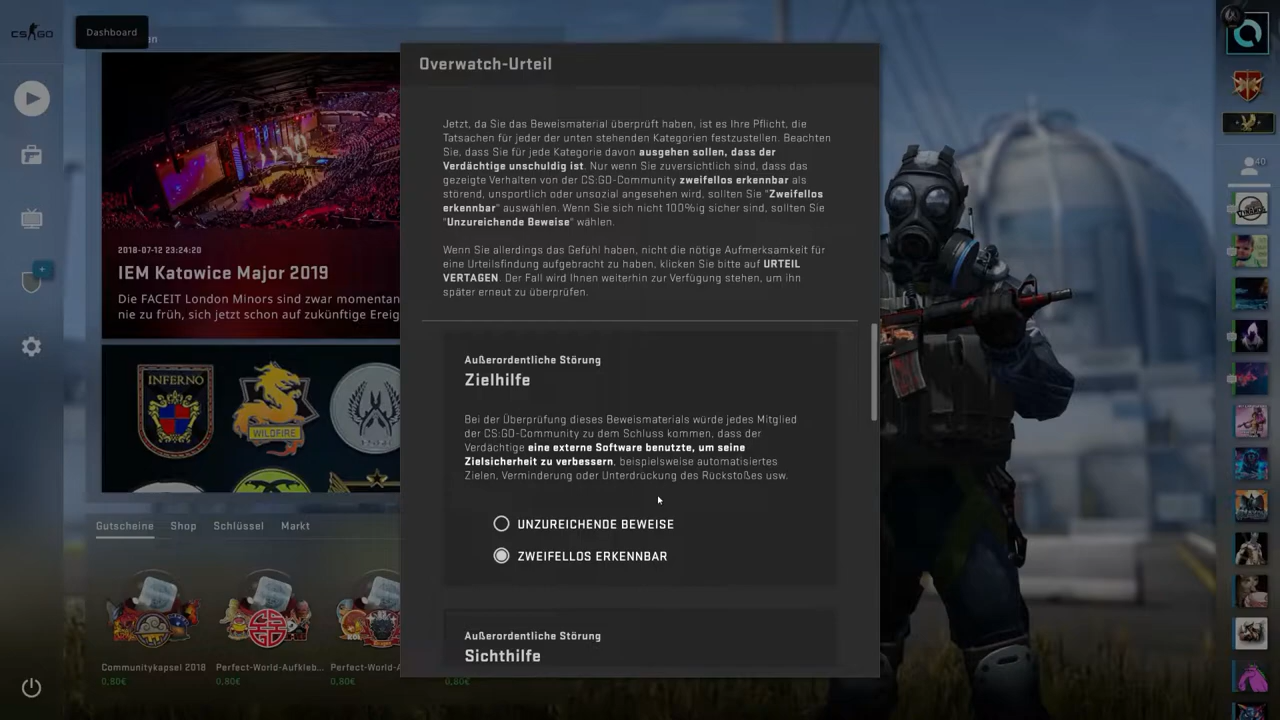 CS GO
Dashboard
en
Overwatch-Urteil
Jetzt, da Sie das Beweismaterial überprüft haben, ist es Ihre Pflicht, die
Tatsachen für jeder der unten stehenden Kategorien festzustellen. Beachten
Sie, dass Sie für jede Kategorie davon ausgehen sollen, dass der
Verdächtige unschuldig ist. Nur wenn Sie zuversichtlich sind, dass das
gezeigte Verhalten von der CS:GO-Community zweifellos erkennbar als
störend, unsportlich oder unsozial angesehen wird, sollten Sie "Zweifellos
erkennbar" auswählen. Wenn Sie sich nicht 100%ig sicher sind, sollten Sie
"Unzureichende Beweise" wählen.
Wenn Sie allerdings das Gefühl haben, nicht die nötige Aufmerksamkeit für
eine Urteilsfindung aufgebracht zu haben, klicken Sie bitte auf URTEIL
VERTAGEN. Der Fall wird Ihnen weiterhin zur Verfügung stehen, um ihn
später erneut zu überprüfen.
Außerordentliche Störung
Zielhilfe
Bei der Überprüfung dieses Beweismaterials würde jedes Mitglied
der CS:GO-Community zu dem Schluss kommen, dass der
Verdächtige eine externe Software benutzte, um seine
Zielsicherheit zu verbessern, beispielsweise automatisiertes
Zielen, Verminderung oder Unterdrückung des Rückstoßes usw.
UNZUREICHENDE BEWEISE
ZWEIFELLOS ERKENNBAR
Außerordentliche Störung
Sichthilfe
2018-07-12 23:24:20
IEM Katowice Major 2019
Die FACEIT London Minors sind zwar momentan
nie zu früh, sich jetzt schon auf zukünftige Ereig
INFERNO
WILDFIRE
Gutscheine Shop Schlüssel Markt
Communitykapsel 2018 Perfect-World-Aufkleb... Perfect-World-A
0,80€ 0,80€ 0,80€ 0,80€
40